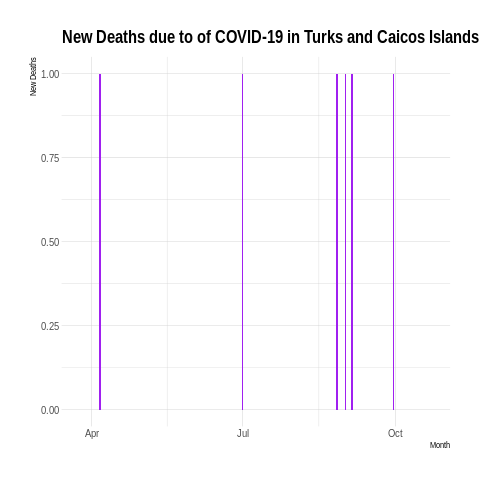 New Deaths due to of COVID-19 in Turks and Caicos Islands
New Deaths
1.00
0.75
0.50
0.25
0.00
Apr Jul Oct
Month